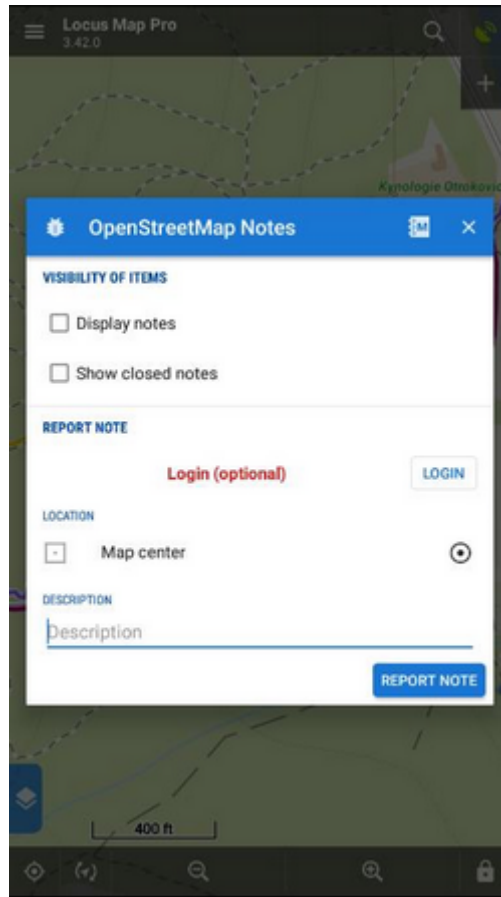 Locus Map Pro
3.42.0
Kynologie Otrokovic
OpenStreetMap Notes
VISIBILITY OF ITEMS
Display notes
Show closed notes
REPORT NOTE
Login (optional)
LOGIN
LOCATION
Map center
DESCRIPTION
Description
REPORT NOTE
400 ft